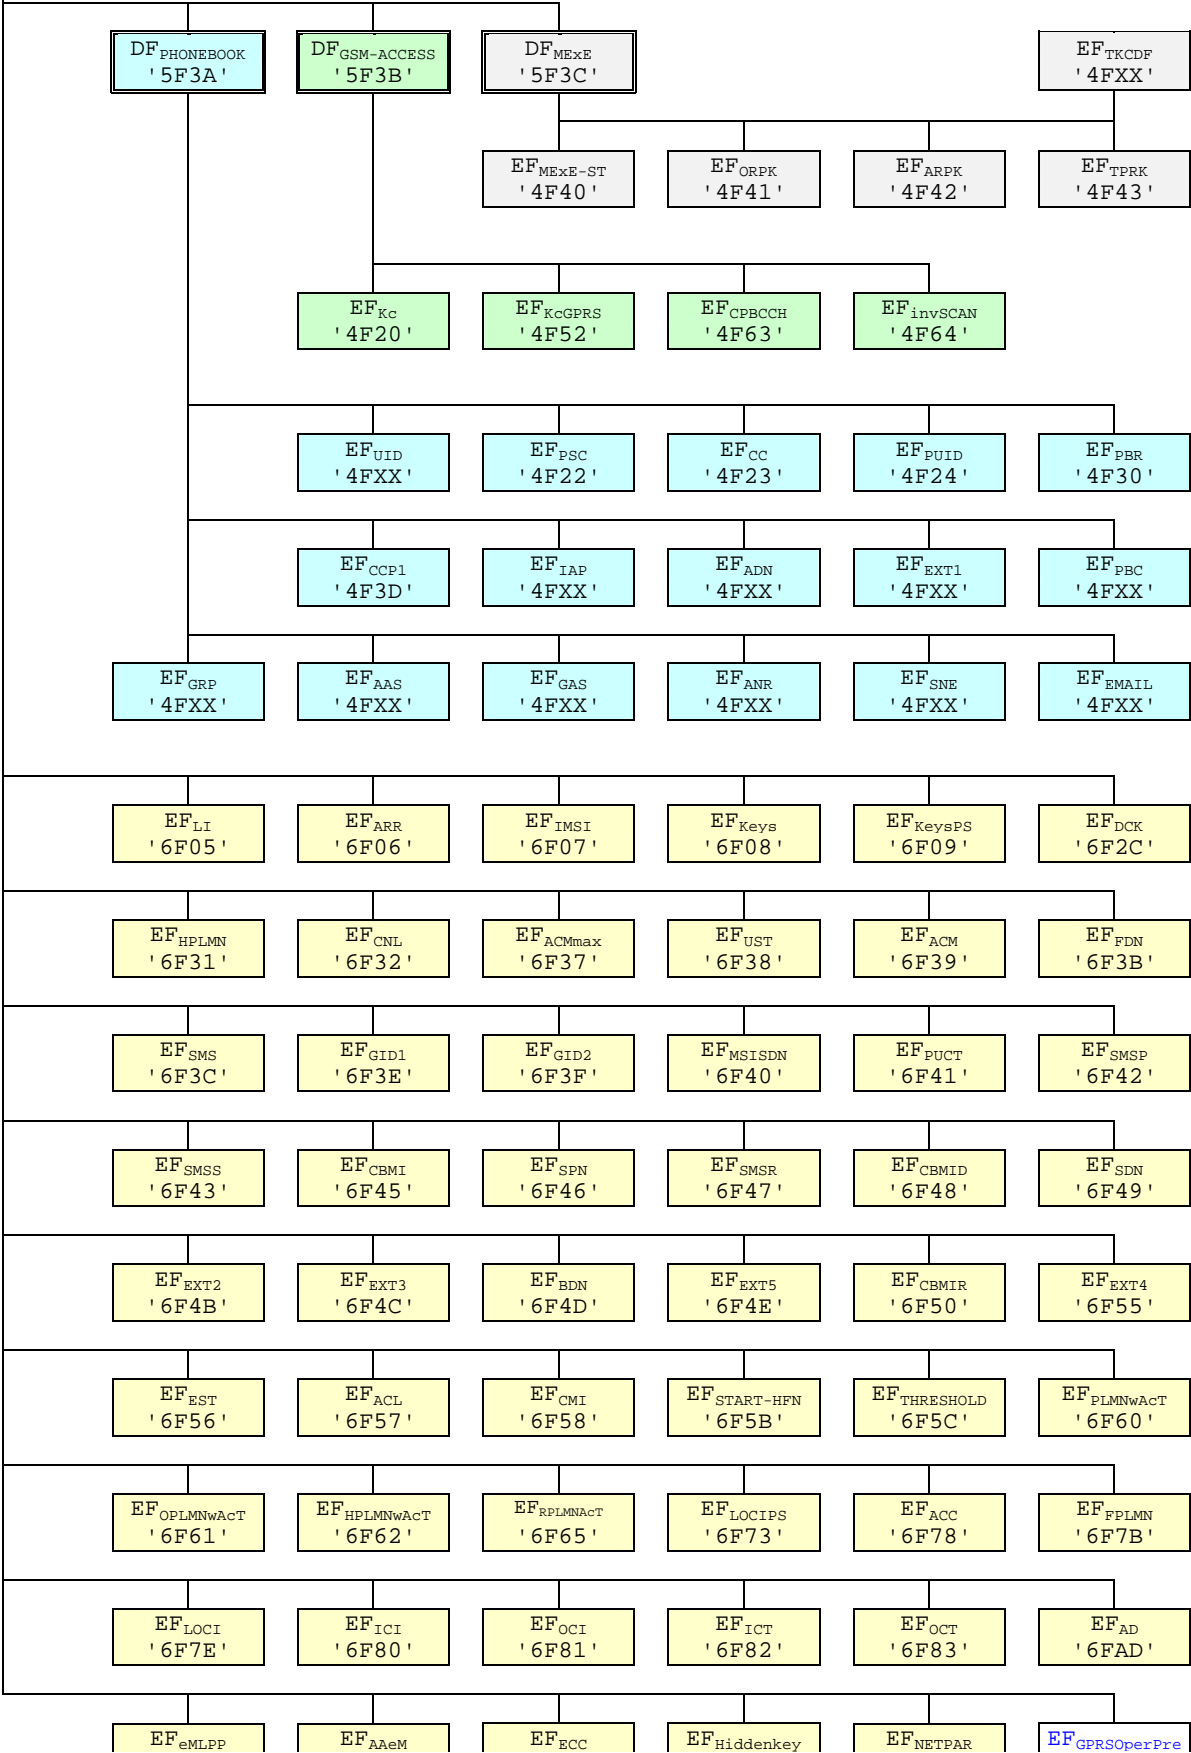 DFPHONEBOOK DFGSM-ACCESS DFMExE EFTKCDF
'5F3A' '5F3B' '5F3C' '4FXX'
EFMExE-ST EFORPK EFARPK EFTPRK
'4F40' '4F41' '4F42' '4F43'
EFKc EFKcGPRS EFCPBCCH EFinvSCAN
'4F20' '4F52' '4F63' '4F64'
EFUID EFPSC EFCC EFPUID EFPBR
'4FXX' '4F22' '4F23' '4F24' '4F30'
EFCCP1 EFIAP EFADN EFEXT1 EFPBC
'4F3D' '4FXX' '4FXX' '4FXX' '4FXX'
EFGRP EFAAS EFGAS EFANR EFSNE EFEMAIL
'4FXX' '4FXX' '4FXX' '4FXX' '4FXX' '4FXX'
EFLI EFARR EFIMSI EFKeys EFKeysPS EFDCK
'6F05' '6F06' '6F07' '6F08' '6F09' '6F2C'
EFHPLMN EFCNL EFACMmax EFUST EFACM EFFDN
'6F31' '6F32' '6F37' '6F38' '6F39' '6F3B'
EFSMS EFGID1 EFGID2 EFMSISDN EFPUCT EFSMSP
'6F3C' '6F3E' '6F3F' '6F40' '6F41' '6F42'
EFSMSS EFCBMI EFSPN EFSMSR EFCBMID EFSDN
'6F43' '6F45' '6F46' '6F47' '6F48' '6F49'
EFEXT2 EFEXT3 EFBDN EFEXT5 EFCBMIR EFEXT4
'6F4B' '6F4C' '6F4D' '6F4E' '6F50' '6F55'
EFEST EFACL EFCMI EFSTART-HFN EFTHRESHOLD EFPLMNwAcT
'6F56' '6F57' '6F58' '6F5B' '6F5C' '6F60'
EFOPLMNwAcT EFHPLMNwAcT EFRPLMNAcT EFLOCIPS EFACC EFFPLMN
'6F61' '6F62' '6F65' '6F73' '6F78' '6F7B'
EFLOCI EFICI EFOCI EFICT EFOCT EFAD
'6F7E' '6F80' '6F81' '6F82' '6F83' '6FAD'
EFeMLPP EFAAeM EFECC EFHiddenkey EFNETPAR EFGPRSOperPre